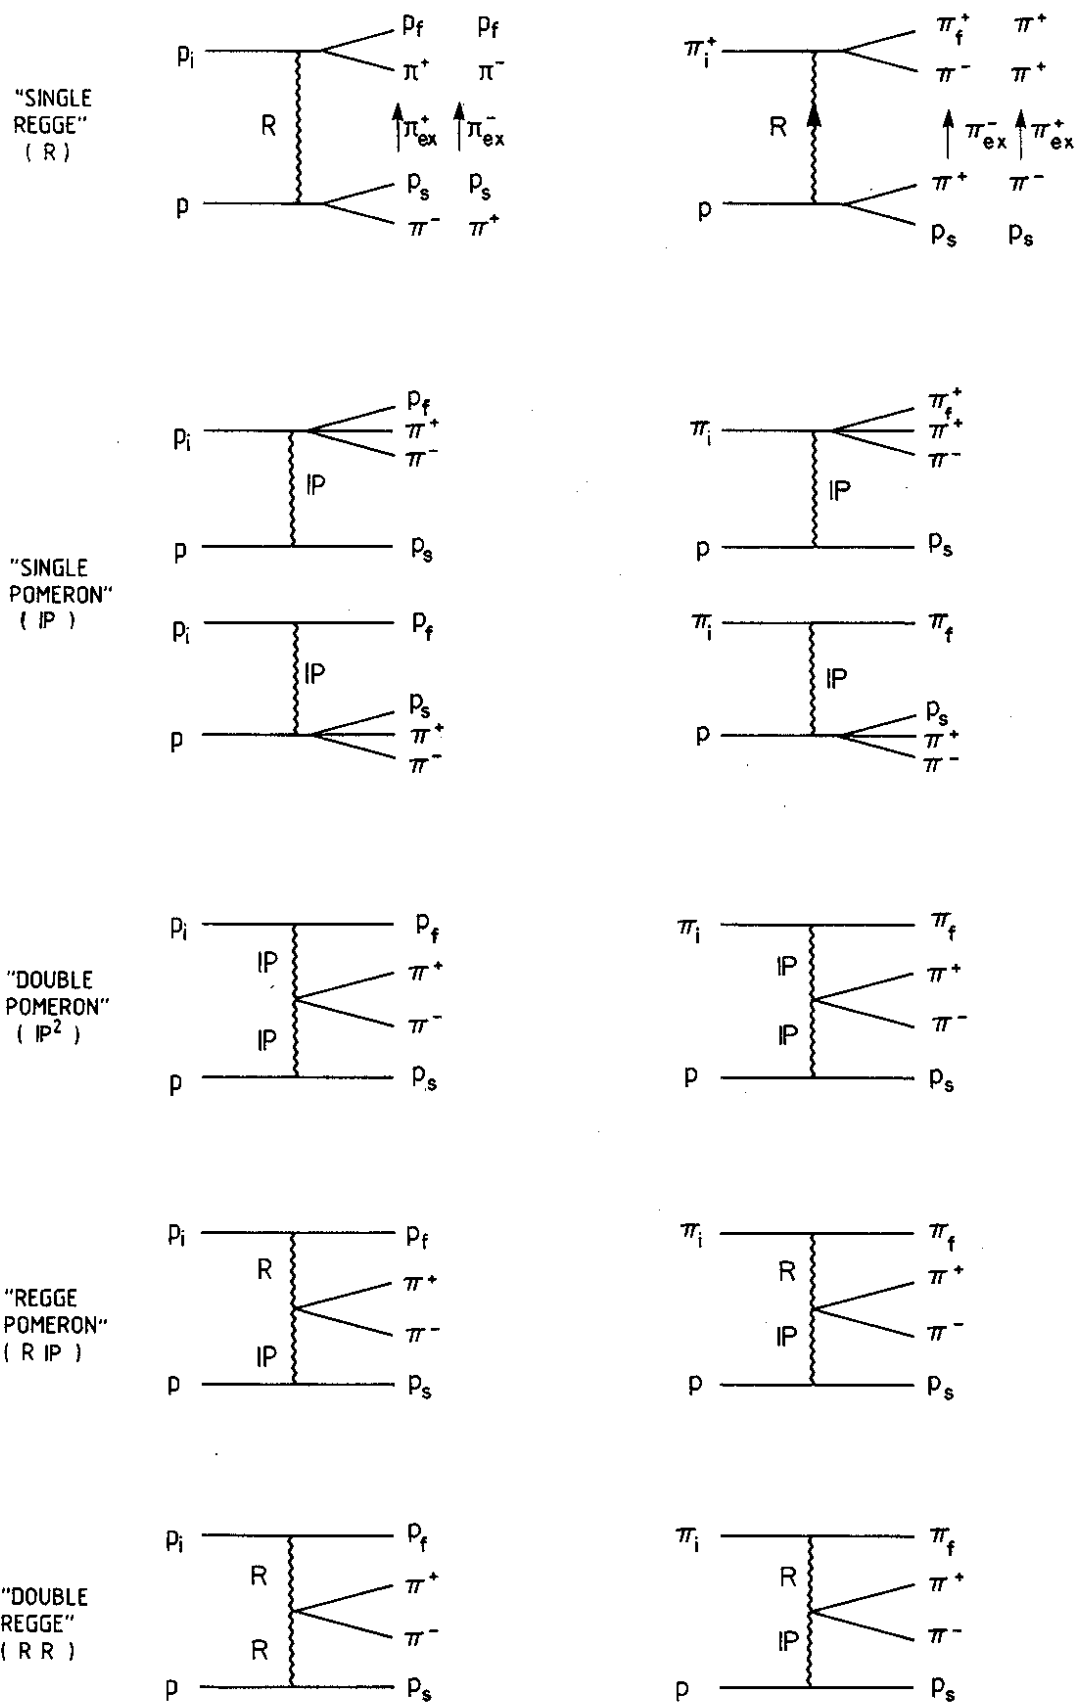 p_i p_f p_f
π⁺ π⁻
"SINGLE
REGGE"
( R )
R π⁺_ex π⁻_ex
p p_s p_s
π⁻ π⁺
π_i⁺ π_f⁺ π⁺
π⁻ π⁺
R π⁻_ex π⁺_ex
p π⁺ π⁻
p_s p_s
"SINGLE
POMERON"
( IP )
p_i p_f
π⁺
π⁻
IP
p p_s
π_i π_f⁺
π⁺
π⁻
IP
p p_s
p_i p_f
IP
p p_s
π⁺
π⁻
π_i π_f
IP
p p_s
π⁺
π⁻
"DOUBLE
POMERON"
( IP² )
p_i p_f
IP π⁺
IP π⁻
p p_s
π_i π_f
IP π⁺
IP π⁻
p p_s
"REGGE
POMERON"
( R IP )
p_i p_f
R π⁺
IP π⁻
p p_s
π_i π_f
R π⁺
IP π⁻
p p_s
"DOUBLE
REGGE"
( R R )
p_i p_f
R π⁺
R π⁻
p p_s
π_i π_f
R π⁺
IP π⁻
p p_s